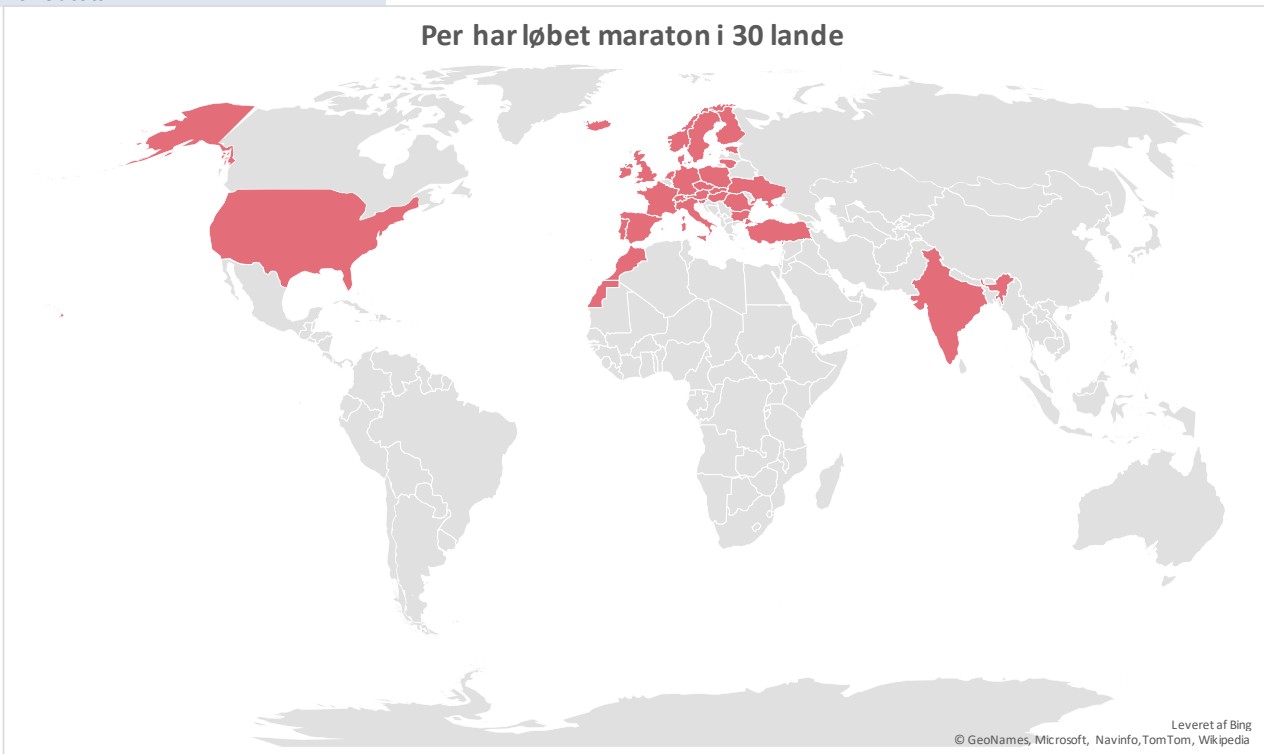 Per har løbet maraton i 30 lande
Leveret af Bing
© GeoNames, Microsoft, Navinfo, TomTom, Wikipedia